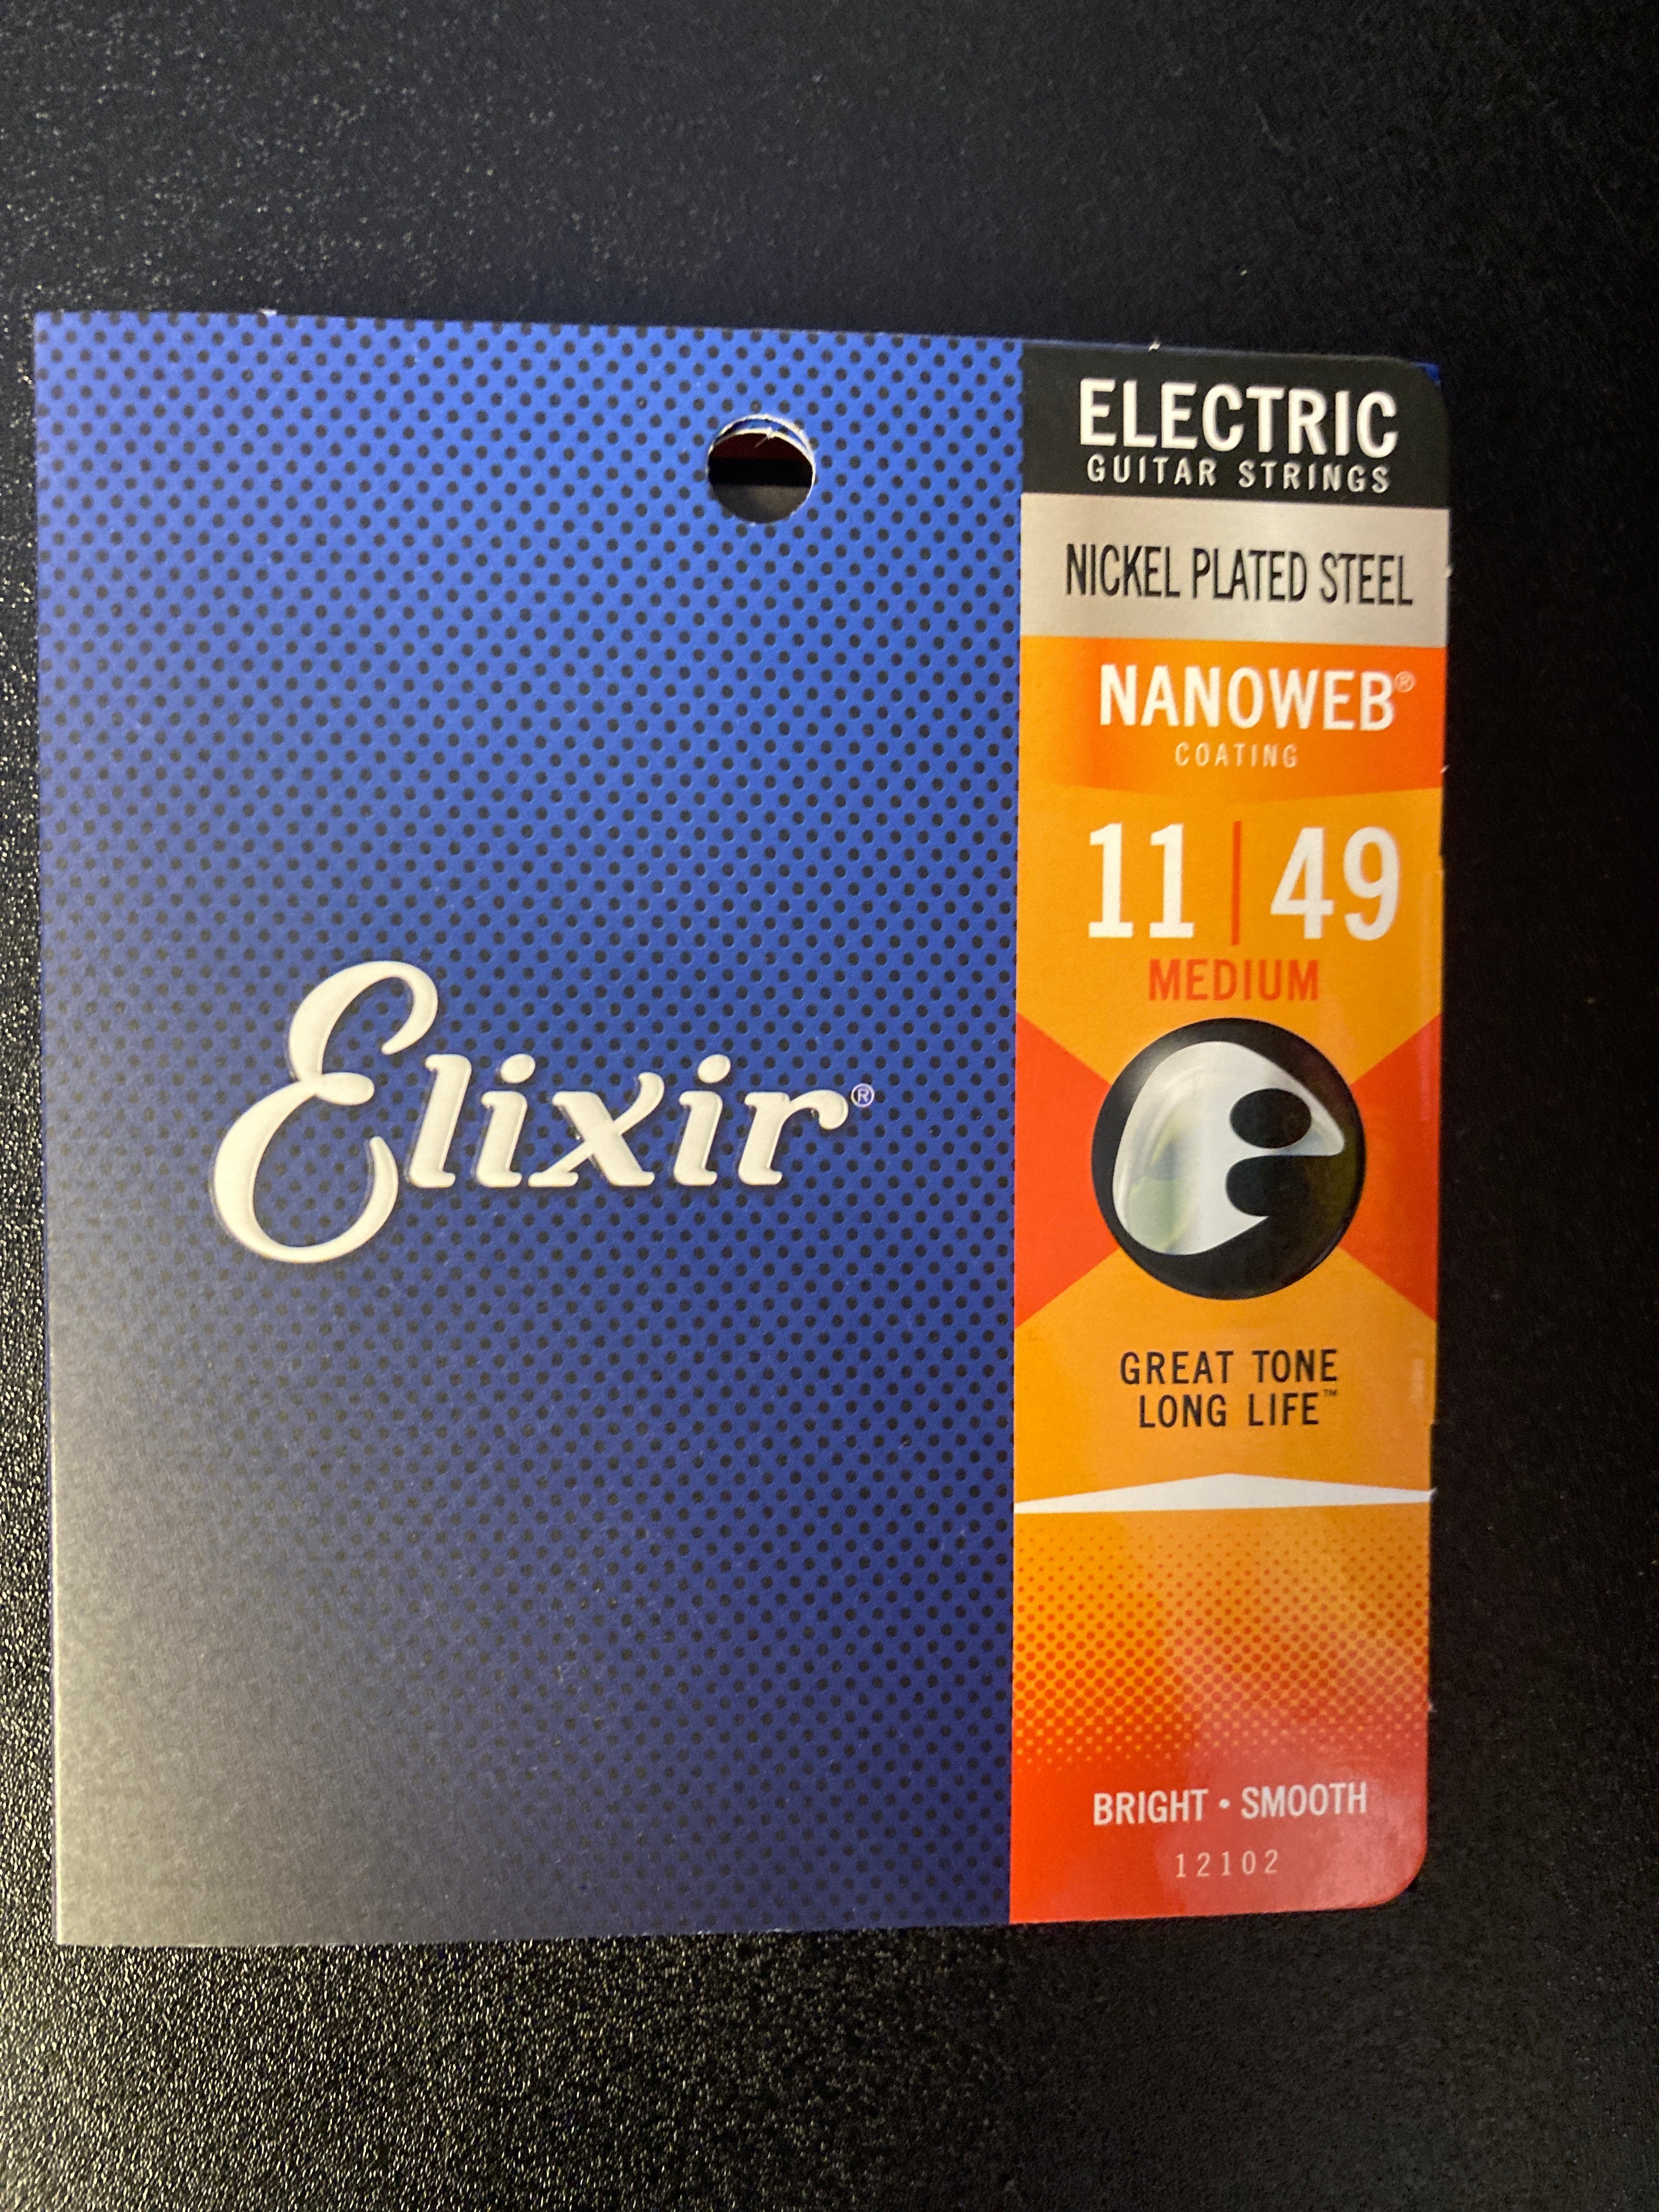 Elixir®
ELECTRIC
GUITAR STRINGS
NICKEL PLATED STEEL
NANOWEB®
COATING
11 | 49
MEDIUM
GREAT TONE
LONG LIFE™
BRIGHT • SMOOTH
12102